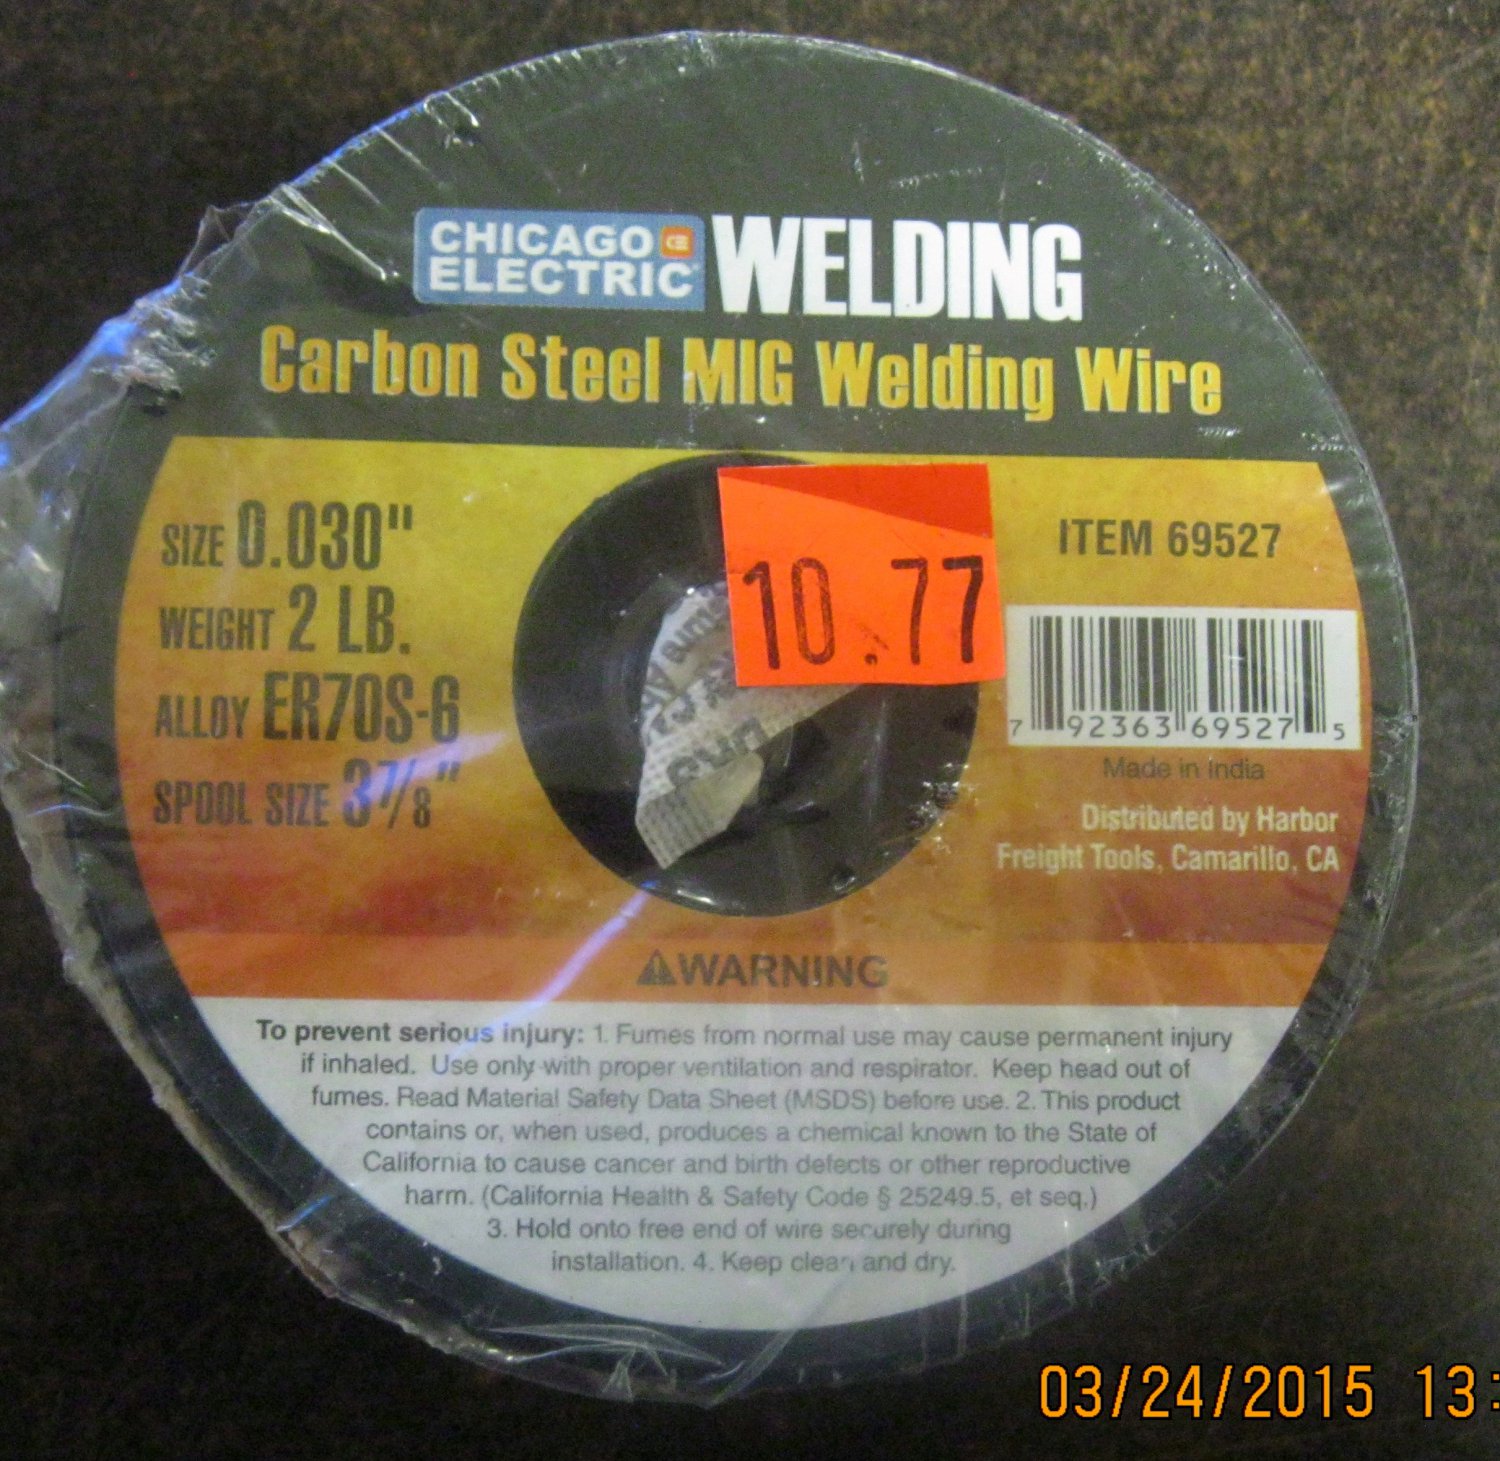 CHICAGO CE
ELECTRIC
WELDING
Carbon Steel MIG Welding Wire
SIZE 0.030"
WEIGHT 2 LB.
ALLOY ER70S-6
SPOOL SIZE 3 7/8"
10.77
ITEM 69527
7 92363 69527 5
Made in India
Distributed by Harbor
Freight Tools, Camarillo, CA
WARNING
To prevent serious injury: 1. Fumes from normal use may cause permanent injury
if inhaled. Use only with proper ventilation and respirator. Keep head out of
fumes. Read Material Safety Data Sheet (MSDS) before use. 2. This product
contains or, when used, produces a chemical known to the State of
California to cause cancer and birth defects or other reproductive
harm. (California Health & Safety Code § 25249.5, et seq.)
3. Hold onto free end of wire securely during
installation. 4. Keep clean and dry.
03/24/2015 13: